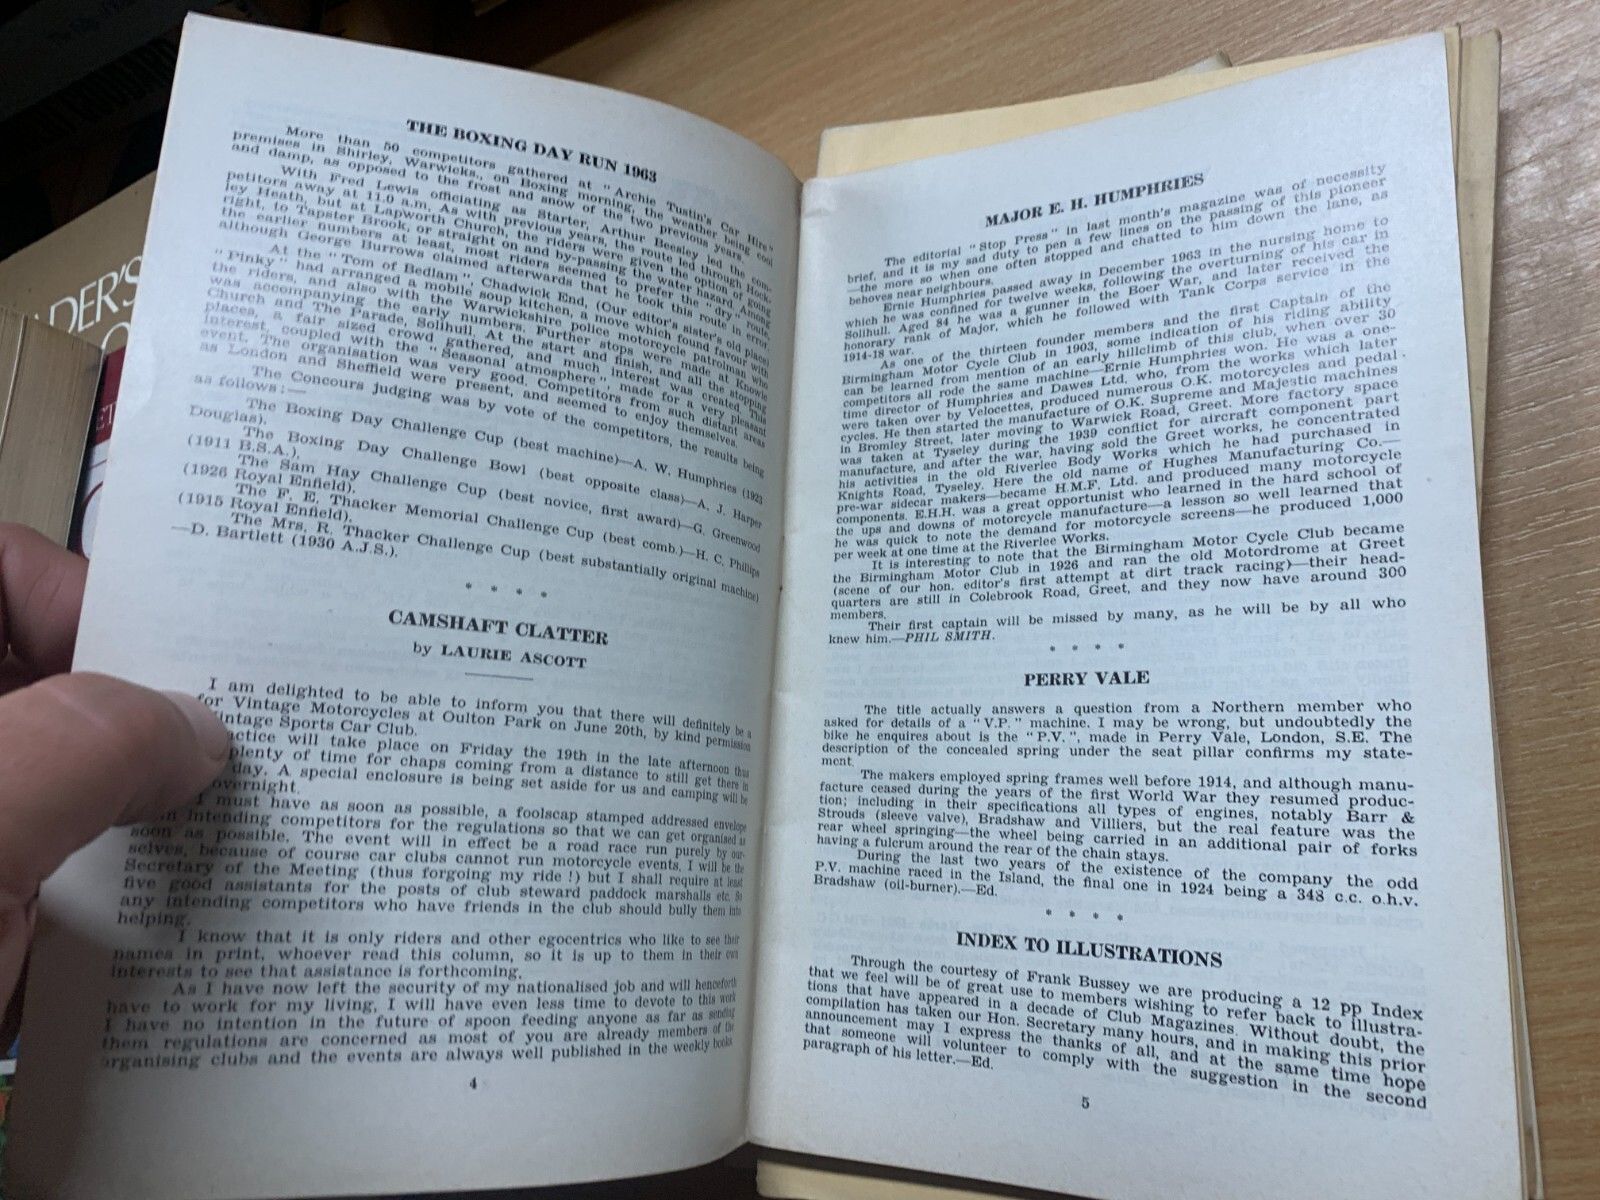 THE BOXING DAY RUN 1963
More than 50 competitors gathered at "Archie Tustin's Car Hire"
premises in Shirley, Warwicks., on Boxing morning, the weather being cool
and damp, as opposed to the frost and snow of the two previous years.
With Fred Lewis officiating as Starter, Arthur Beesley led the com-
petitors away at 11.0 a.m. As with previous years, the route led through Hock-
ley Heath, but at Lapworth Church, the riders were given the option of going
right, to Tapster Brook, or straight on and by-passing the water hazard. Among
the earlier numbers at least, most riders seemed to prefer the "dry" route
although George Burrows claimed afterwards that he took this route in error.
At the "Tom of Bedlam", Chadwick End, (Our editor's sister's old place)
"Pinky" had arranged a mobile soup kitchen, a move which found favour with
the riders, and also with the Warwickshire police motorcycle patrolman who
was accompanying the early numbers. Further stops were made at Knowle
Church and The Parade, Solihull. At the start and finish, and all the stopping
places, a fair sized crowd gathered, and much interest was created. This
interest, coupled with the "Seasonal atmosphere", made for a very pleasant
event. The organisation was very good. Competitors from such distant areas
as London and Sheffield were present, and seemed to enjoy themselves.
The Concours judging was by vote of the competitors, the results being
as follows:—
The Boxing Day Challenge Cup (best machine)—A. W. Humphries (1923
Douglas).
The Boxing Day Challenge Bowl (best opposite class)—A. J. Harper
(1911 B.S.A.).
The Sam Hay Challenge Cup (best novice, first award)—G. Greenwood
(1926 Royal Enfield).
The F. E. Thacker Memorial Challenge Cup (best comb.)—H. C. Phillips
(1915 Royal Enfield).
The Mrs. R. Thacker Challenge Cup (best substantially original machine)
—D. Bartlett (1930 A.J.S.).
* * * *
CAMSHAFT CLATTER
by LAURIE ASCOTT
I am delighted to be able to inform you that there will definitely be a
for Vintage Motorcycles at Oulton Park on June 20th, by kind permission
Vintage Sports Car Club.
actice will take place on Friday the 19th in the late afternoon thus
plenty of time for chaps coming from a distance to still get there in
day. A special enclosure is being set aside for us and camping will be
overnight.
I must have as soon as possible, a foolscap stamped addressed envelope
intending competitors for the regulations so that we can get organised as
soon as possible. The event will in effect be a road race run purely by our-
selves, because of course car clubs cannot run motorcycle events. I will be the
Secretary of the Meeting (thus forgoing my ride!) but I shall require at least
five good assistants for the posts of club steward paddock marshalls etc. So
any intending competitors who have friends in the club should bully them into
helping.
I know that it is only riders and other egocentrics who like to see their
names in print, whoever read this column, so it is up to them in their own
interests to see that assistance is forthcoming.
As I have now left the security of my nationalised job and will henceforth
have to work for my living, I will have even less time to devote to this work
I have no intention in the future of spoon feeding anyone as far as sending
them regulations are concerned as most of you are already members of the
organising clubs and the events are always well published in the weekly books
4
MAJOR E. H. HUMPHRIES
The editorial "Stop Press" in last month's magazine was of necessity
brief, and it is my sad duty to pen a few lines on the passing of this pioneer
—the more so when one often stopped and chatted to him down the lane, as
behoves near neighbours.
Ernie Humphries passed away in December 1963 in the nursing home to
which he was confined for twelve weeks, following the overturning of his car in
Solihull. Aged 84 he was a gunner in the Boer War, and later received the
honorary rank of Major, which he followed with Tank Corps service in the
1914-18 war.
As one of the thirteen founder members and the first Captain of the
Birmingham Motor Cycle Club in 1903, some indication of his riding ability
can be learned from mention of an early hillclimb of this club, when over 30
competitors all rode the same machine—Ernie Humphries won. He was a one-
time director of Humphries and Dawes Ltd. who, from the works which later
were taken over by Velocettes, produced numerous O.K. motorcycles and pedal
cycles. He then started the manufacture of O.K. Supreme and Majestic machines
in Bromley Street, later moving to Warwick Road, Greet. More factory space
was taken at Tyseley during the 1939 conflict for aircraft component part
manufacture, and after the war, having sold the Greet works, he concentrated
his activities in the old Riverlee Body Works which he had purchased in
Knights Road, Tyseley. Here the old name of Hughes Manufacturing Co.—
pre-war sidecar makers—became H.M.F. Ltd. and produced many motorcycle
components. E.H.H. was a great opportunist who learned in the hard school of
the ups and downs of motorcycle manufacture—a lesson so well learned that
he was quick to note the demand for motorcycle screens—he produced 1,000
per week at one time at the Riverlee Works.
It is interesting to note that the Birmingham Motor Cycle Club became
the Birmingham Motor Club in 1926 and ran the old Motordrome at Greet
(scene of our hon. editor's first attempt at dirt track racing)—their head-
quarters are still in Colebrook Road, Greet, and they now have around 300
members.
Their first captain will be missed by many, as he will be by all who
knew him.—PHIL SMITH.
* * * *
PERRY VALE
The title actually answers a question from a Northern member who
asked for details of a "V.P." machine. I may be wrong, but undoubtedly the
bike he enquires about is the "P.V.", made in Perry Vale, London, S.E. The
description of the concealed spring under the seat pillar confirms my state-
ment.
The makers employed spring frames well before 1914, and although manu-
facture ceased during the years of the first World War they resumed produc-
tion; including in their specifications all types of engines, notably Barr &
Strouds (sleeve valve), Bradshaw and Villiers, but the real feature was the
rear wheel springing—the wheel being carried in an additional pair of forks
having a fulcrum around the rear of the chain stays.
During the last two years of the existence of the company the odd
P.V. machine raced in the Island, the final one in 1924 being a 348 c.c. o.h.v.
Bradshaw (oil-burner).—Ed.
* * * *
INDEX TO ILLUSTRATIONS
Through the courtesy of Frank Bussey we are producing a 12 pp Index
that we feel will be of great use to members wishing to refer back to illustra-
tions that have appeared in a decade of Club Magazines. Without doubt, the
compilation has taken our Hon. Secretary many hours, and in making this prior
announcement may I express the thanks of all, and at the same time hope
that someone will volunteer to comply with the suggestion in the second
paragraph of his letter.—Ed.
5